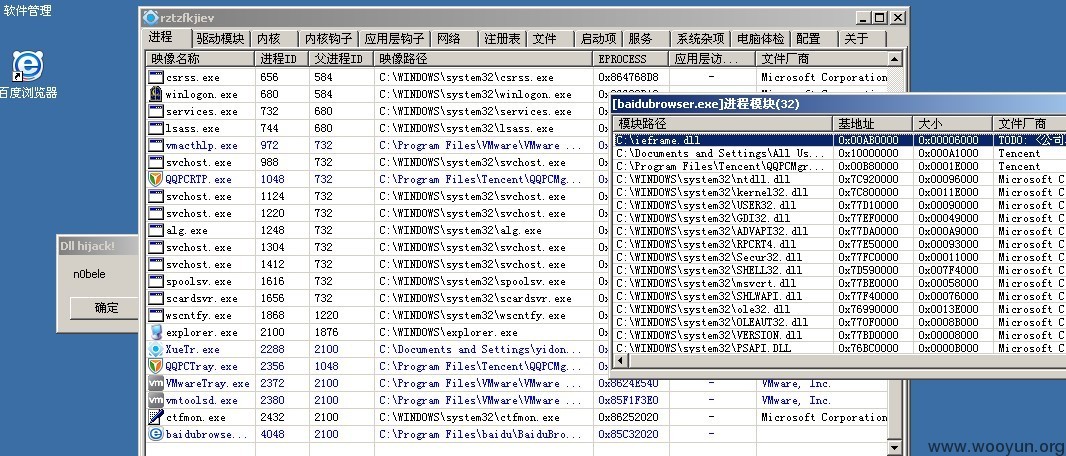 软件管理
百度浏览器
rztzfkjiev
进程 驱动模块 内核 内核钩子 应用层钩子 网络 注册表 文件 启动项 服务 系统杂项 电脑体检 配置 关于
映像名称 进程ID 父进程ID 映像路径 EPROCESS 应用层访... 文件厂商
csrss.exe 656 584 C:\WINDOWS\system32\csrss.exe 0x864768D8 - Microsoft Corporation
winlogon.exe 680 584 C:\WINDOWS\system32\winlogon.exe
services.exe 732 680 C:\WINDOWS\system32\services.exe 0x
lsass.exe 744 680 C:\WINDOWS\system32\lsass.exe 0x
vmacthlp.exe 972 732 C:\Program Files\VMware\VMware ... 0x
svchost.exe 988 732 C:\WINDOWS\system32\svchost.exe 0x
QQPCRTP.exe 1048 732 C:\Program Files\Tencent\QQPCMg... 0x
svchost.exe 1124 732 C:\WINDOWS\system32\svchost.exe 0x
svchost.exe 1220 732 C:\WINDOWS\system32\svchost.exe 0x
alg.exe 1248 732 C:\WINDOWS\system32\alg.exe 0x
svchost.exe 1304 732 C:\WINDOWS\system32\svchost.exe 0x
svchost.exe 1412 732 C:\WINDOWS\system32\svchost.exe 0x
spoolsv.exe 1616 732 C:\WINDOWS\system32\spoolsv.exe 0x
scardsvr.exe 1656 732 C:\WINDOWS\system32\scardsvr.exe 0x
wscntfy.exe 1868 1220 C:\WINDOWS\system32\wscntfy.exe 0x
explorer.exe 2100 1876 C:\WINDOWS\explorer.exe 0x
XueTr.exe 2288 2100 C:\Documents and Settings\yidon... 0x
QQPCTray.exe 2356 1048 C:\Program Files\Tencent\QQPCMg... 0x
VMwareTray.exe 2372 2100 C:\Program Files\VMware\VMware ... 0x8624E540 - VMware, Inc.
vmtoolsd.exe 2380 2100 C:\Program Files\VMware\VMware ... 0x85F1F3E0 - VMware, Inc.
ctfmon.exe 2432 2100 C:\WINDOWS\system32\ctfmon.exe 0x86252020 - Microsoft Corporation
baidubrowse... 4048 2100 C:\Program Files\baidu\BaiduBro... 0x85C32020 -
[baidubrowser.exe]进程模块(32)
模块路径 基地址 大小 文件厂商
C:\ieframe.dll 0x00AB0000 0x00006000 TODO: <公司
C:\Documents and Settings\All Us... 0x10000000 0x000A1000 Tencent
C:\Program Files\Tencent\QQPCMgr... 0x00B80000 0x0001E000 Tencent
C:\WINDOWS\system32\ntdll.dll 0x7C920000 0x00096000 Microsoft C
C:\WINDOWS\system32\kernel32.dll 0x7C800000 0x0011E000 Microsoft C
C:\WINDOWS\system32\USER32.dll 0x77D10000 0x00090000 Microsoft C
C:\WINDOWS\system32\GDI32.dll 0x77EF0000 0x00049000 Microsoft C
C:\WINDOWS\system32\ADVAPI32.dll 0x77DA0000 0x000A9000 Microsoft C
C:\WINDOWS\system32\RPCRT4.dll 0x77E50000 0x00093000 Microsoft C
C:\WINDOWS\system32\Secur32.dll 0x77FC0000 0x00011000 Microsoft C
C:\WINDOWS\system32\SHELL32.dll 0x7D590000 0x007F4000 Microsoft C
C:\WINDOWS\system32\msvcrt.dll 0x77BE0000 0x00058000 Microsoft C
C:\WINDOWS\system32\SHLWAPI.dll 0x77F40000 0x00076000 Microsoft C
C:\WINDOWS\system32\ole32.dll 0x76990000 0x0013E000 Microsoft C
C:\WINDOWS\system32\OLEAUT32.dll 0x770F0000 0x0008B000 Microsoft C
C:\WINDOWS\system32\VERSION.dll 0x77BD0000 0x00008000 Microsoft C
C:\WINDOWS\system32\PSAPI.DLL 0x76BC0000 0x0000B000 Microsoft C
Dll hijack!
n0bele
确定
www.wooyun.org